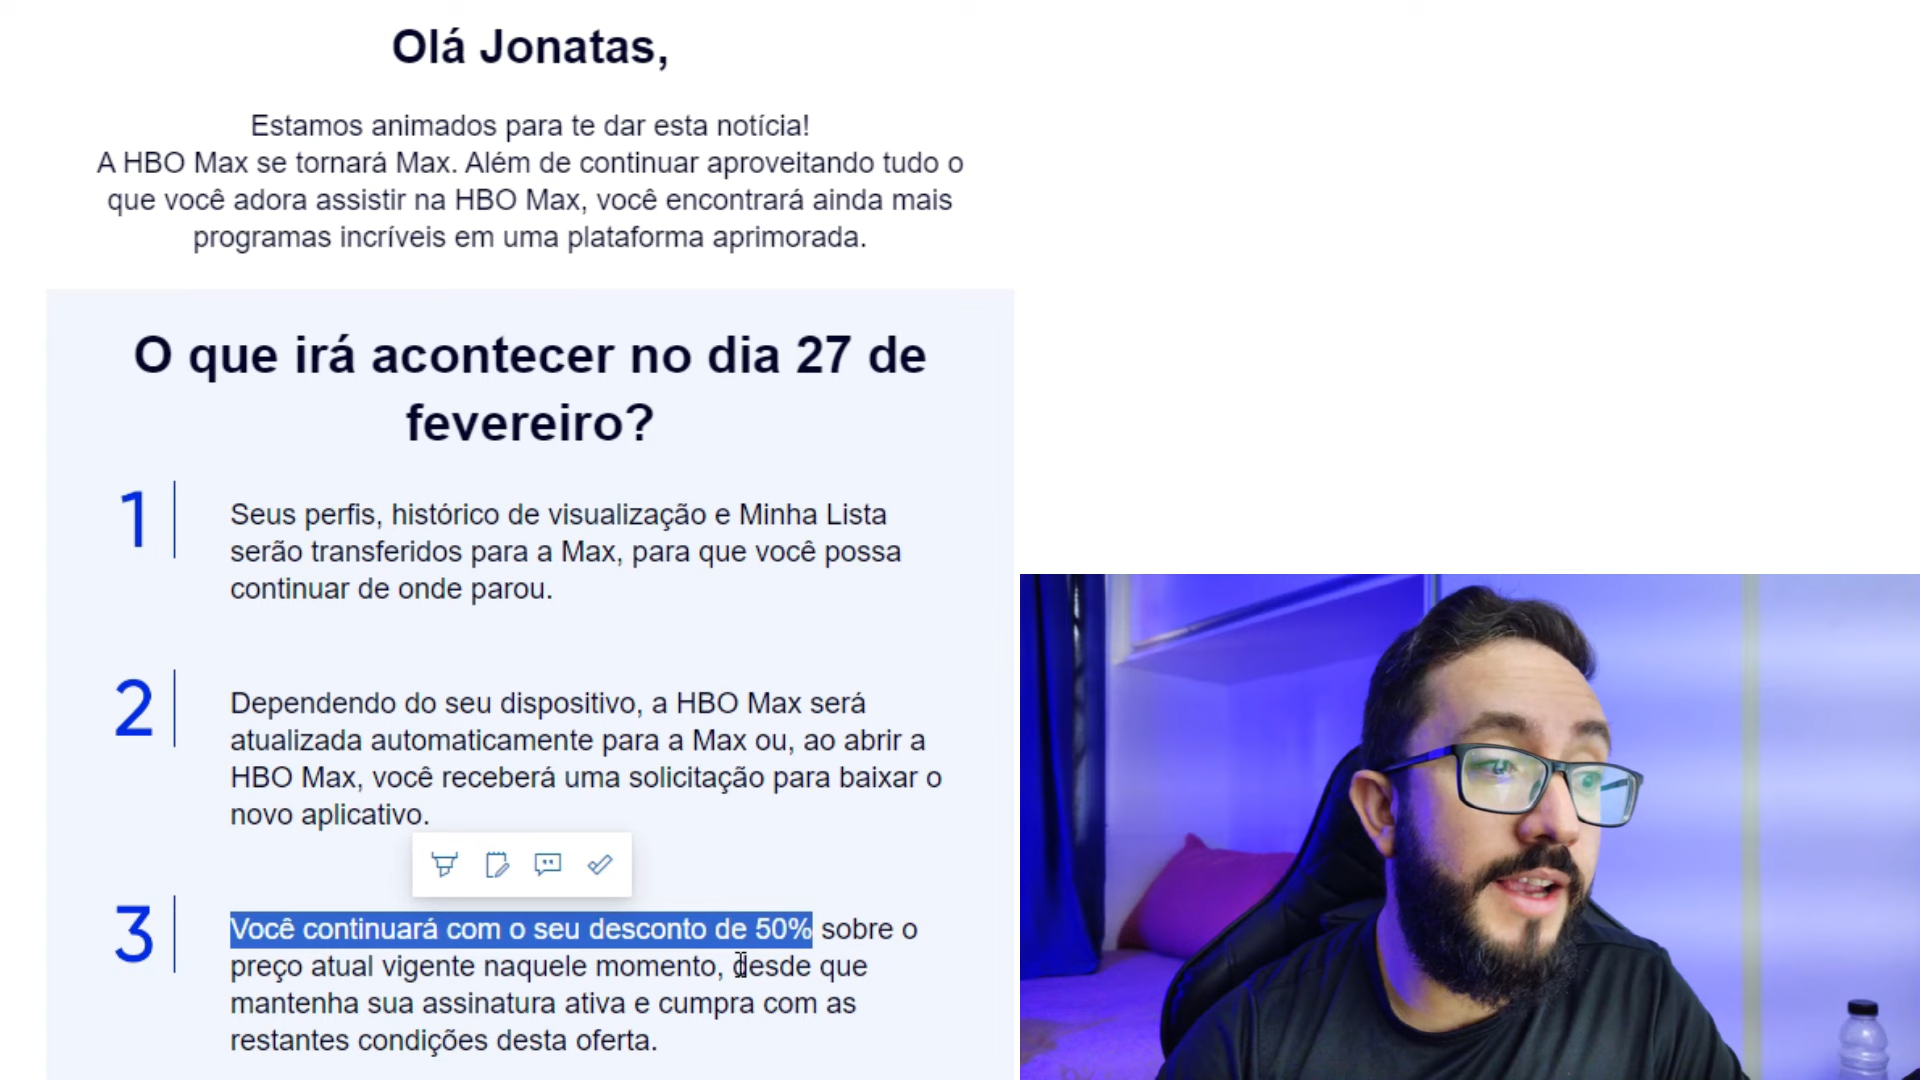 Olá Jonatas,
Estamos animados para te dar esta notícia!
A HBO Max se tornará Max. Além de continuar aproveitando tudo o
que você adora assistir na HBO Max, você encontrará ainda mais
programas incríveis em uma plataforma aprimorada.
O que irá acontecer no dia 27 de
fevereiro?
1
Seus perfis, histórico de visualização e Minha Lista
serão transferidos para a Max, para que você possa
continuar de onde parou.
2
Dependendo do seu dispositivo, a HBO Max será
atualizada automaticamente para a Max ou, ao abrir a
HBO Max, você receberá uma solicitação para baixar o
novo aplicativo.
3
Você continuará com o seu desconto de 50% sobre o
preço atual vigente naquele momento, desde que
mantenha sua assinatura ativa e cumpra com as
restantes condições desta oferta.